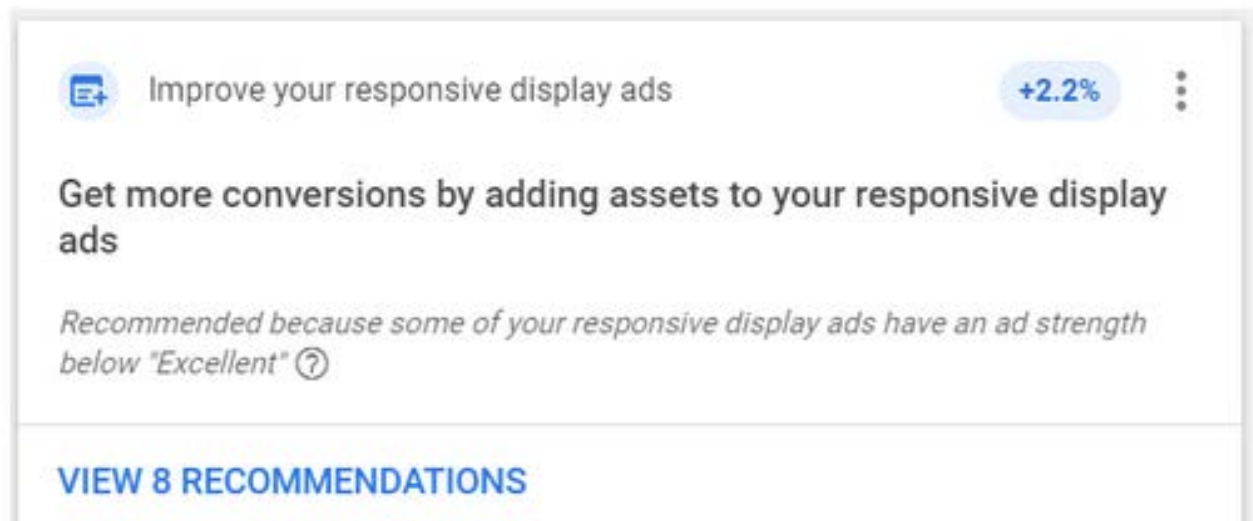 Improve your responsive display ads
+2.2%
Get more conversions by adding assets to your responsive display
ads
Recommended because some of your responsive display ads have an ad strength
below "Excellent" ?
VIEW 8 RECOMMENDATIONS